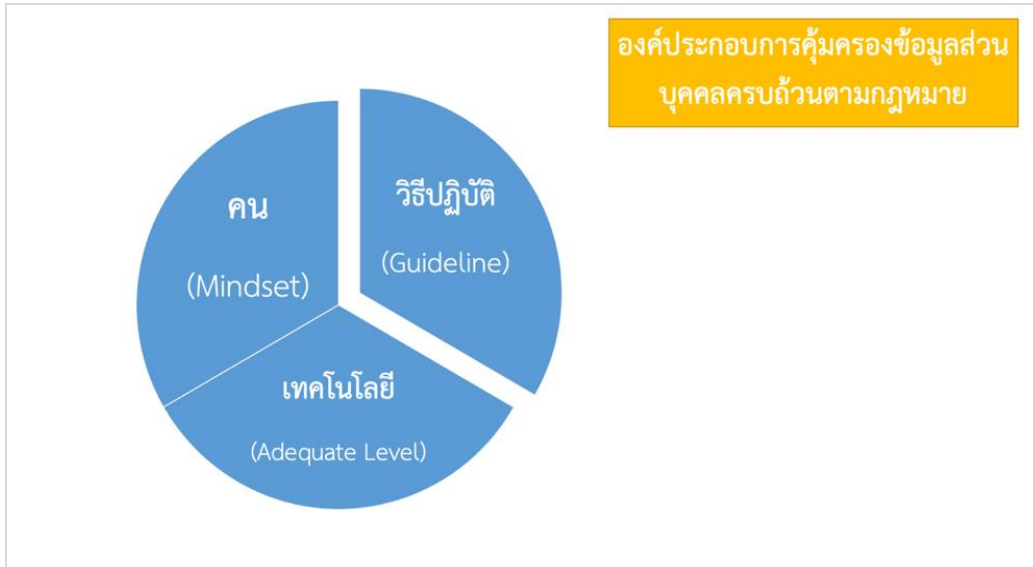 องค์ประกอบการคุ้มครองข้อมูลส่วน
บุคคลครบถ้วนตามกฎหมาย
คน
(Mindset)
วิธีปฏิบัติ
(Guideline)
เทคโนโลยี
(Adequate Level)